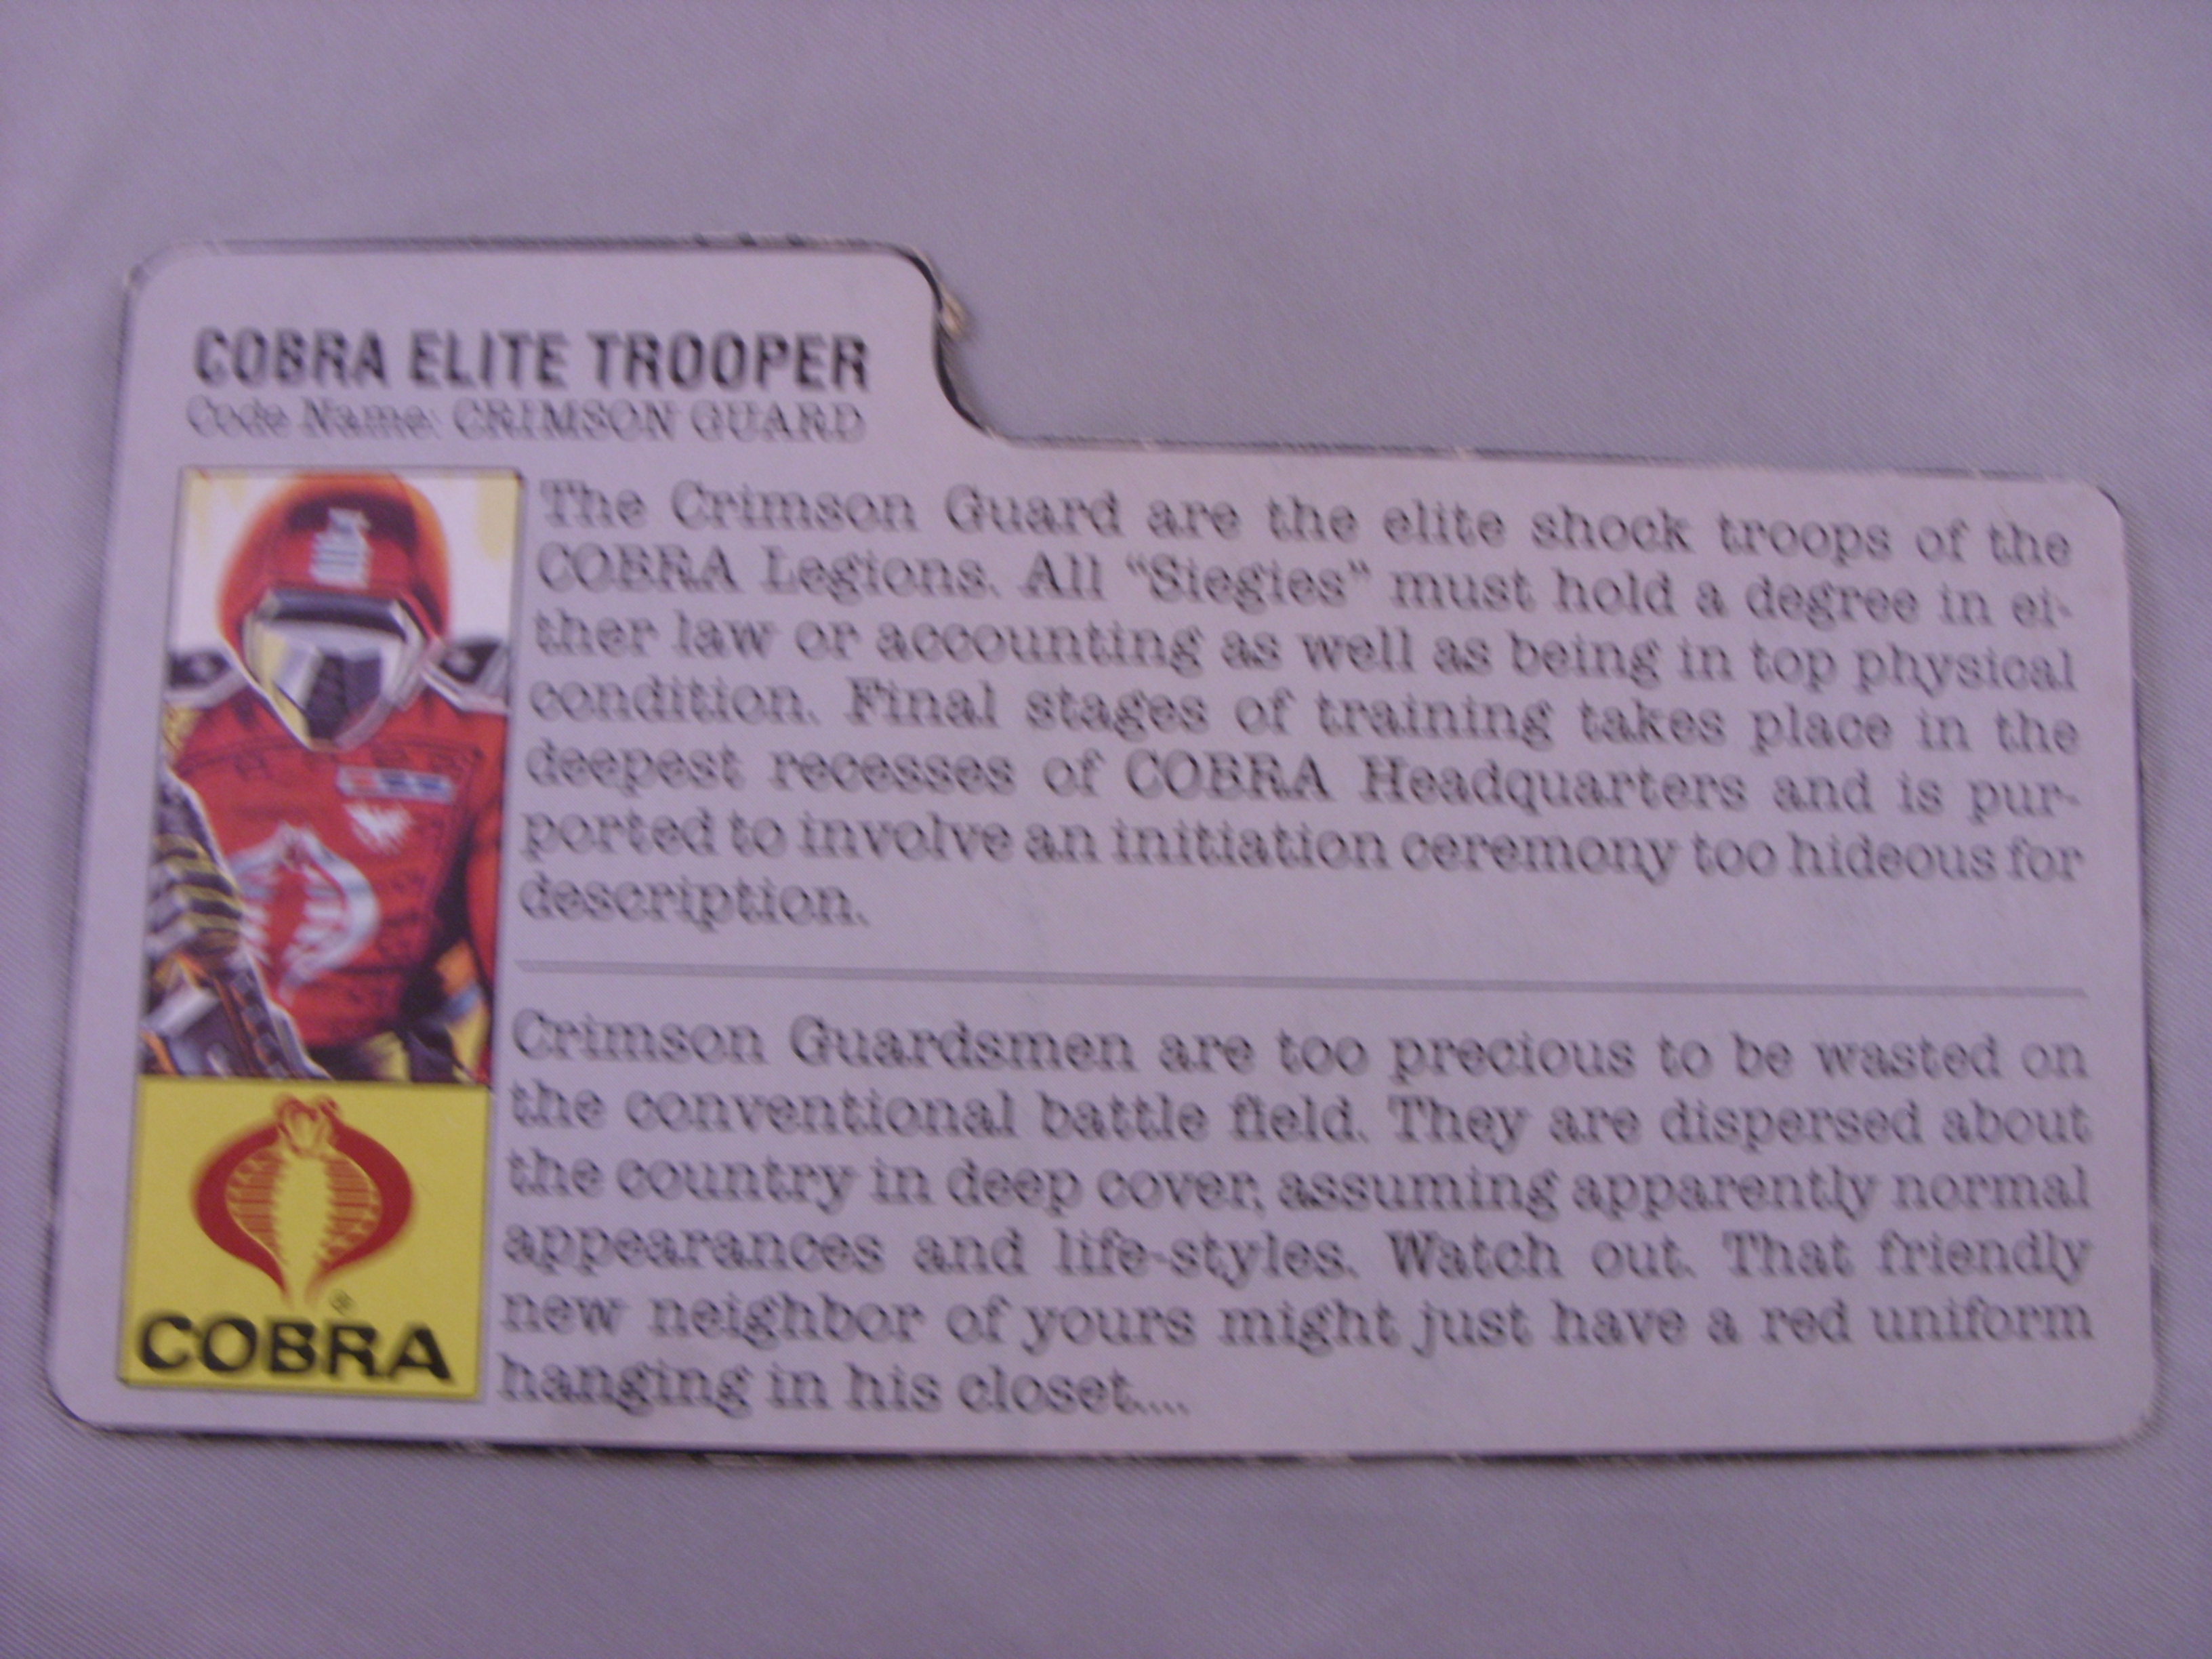 COBRA ELITE TROOPER
Code Name: CRIMSON GUARD
The Crimson Guard are the elite shock troops of the
COBRA Legions. All “Siegies” must hold a degree in ei-
ther law or accounting as well as being in top physical
condition. Final stages of training takes place in the
deepest recesses of COBRA Headquarters and is pur-
ported to involve an initiation ceremony too hideous for
description.
Crimson Guardsmen are too precious to be wasted on
the conventional battle field. They are dispersed about
the country in deep cover, assuming apparently normal
appearances and life-styles. Watch out. That friendly
new neighbor of yours might just have a red uniform
hanging in his closet....
®
COBRA